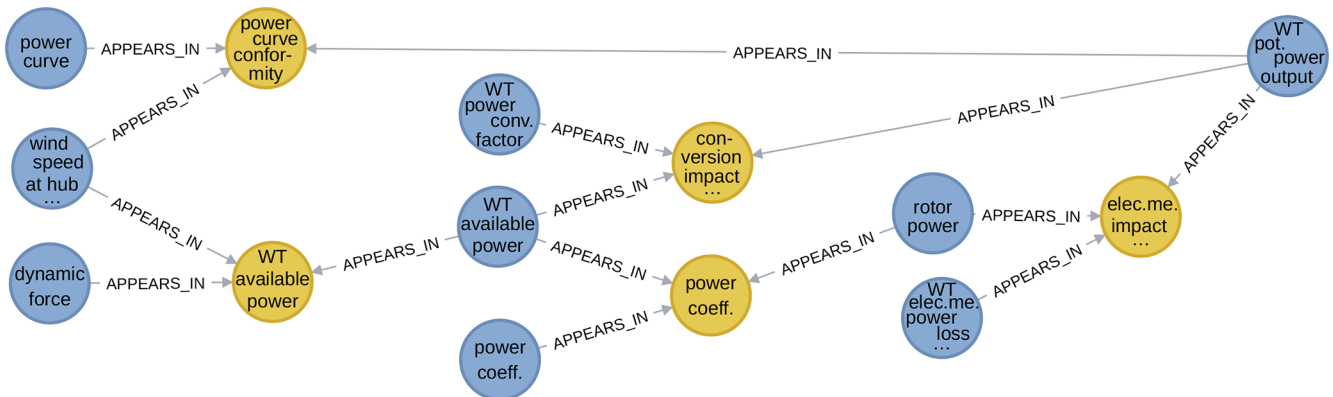 power
curve
APPEARS_IN
power
curve
confor-
mity
APPEARS_IN
WT
pot.
power
output
APPEARS_IN
wind
speed
at hub
...
APPEARS_IN
WT
power
conv.
factor
APPEARS_IN
con-
version
impact
...
APPEARS_IN
APPEARS_IN
WT
available
power
APPEARS_IN
rotor
power
APPEARS_IN
elec.me.
impact
...
dynamic
force
APPEARS_IN
WT
available
power
APPEARS_IN
APPEARS_IN
power
coeff.
APPEARS_IN
WT
elec.me.
power
loss
...
APPEARS_IN
power
coeff.
APPEARS_IN